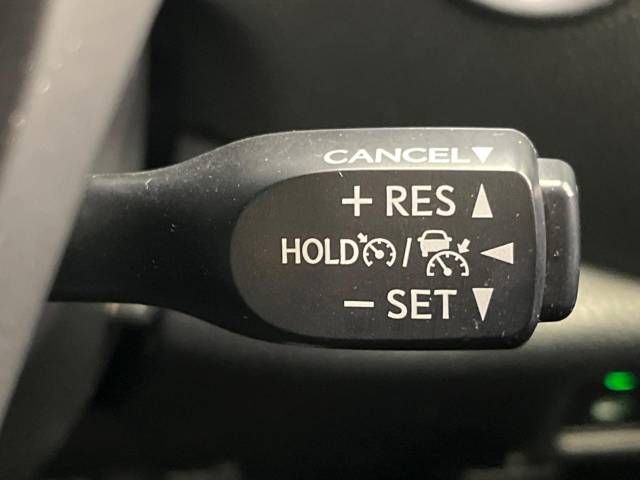 CANCEL▼
+ RES ▲
HOLD / ◀
− SET ▼